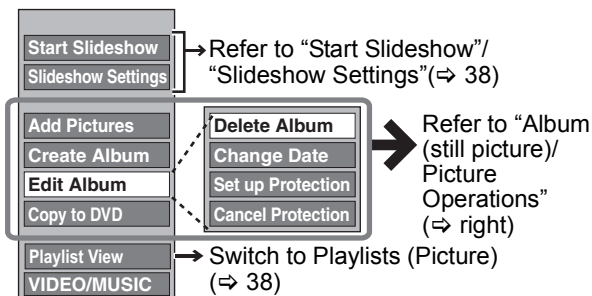 Start Slideshow
Slideshow Settings
Refer to “Start Slideshow”/
“Slideshow Settings”(⇨ 38)
Add Pictures
Create Album
Edit Album
Copy to DVD
Delete Album
Change Date
Set up Protection
Cancel Protection
Refer to “Album
(still picture)/
Picture
Operations”
(⇨ right)
Playlist View
VIDEO/MUSIC
Switch to Playlists (Picture)
(⇨ 38)